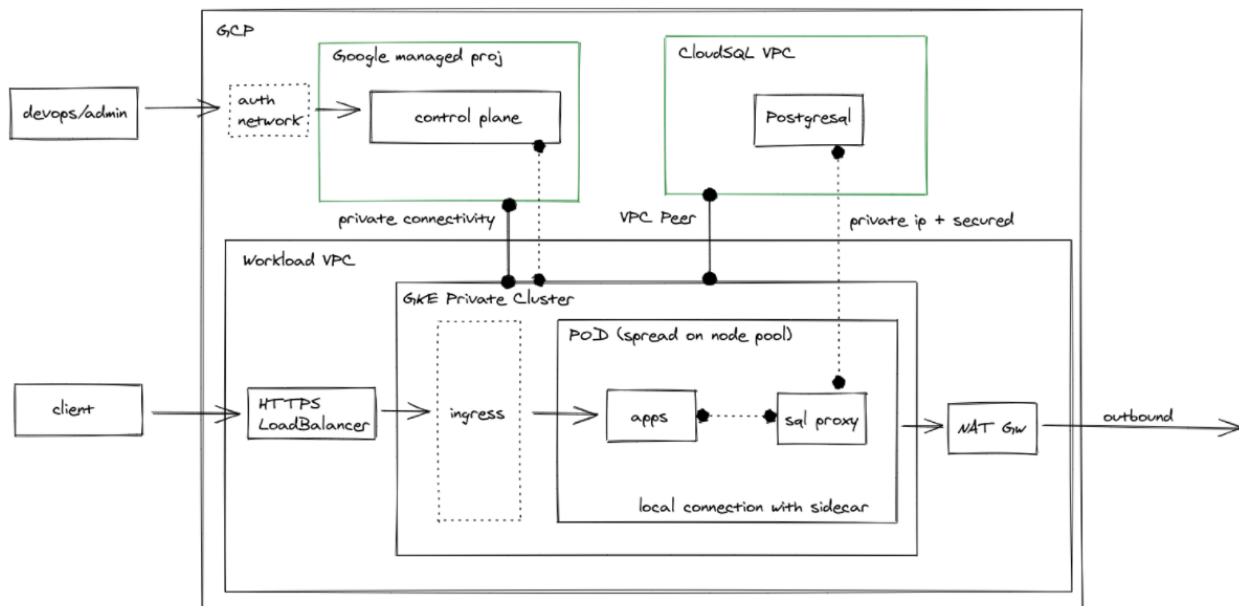 GCP
Google managed proj
CloudSQL VPC
devops/admin
auth
network
control plane
Postgresql
private connectivity
VPC Peer
private ip + secured
Workload VPC
GKE Private Cluster
POD (spread on node pool)
client
HTTPS
LoadBalancer
ingress
apps
sql proxy
NAT GW
outbound
local connection with sidecar